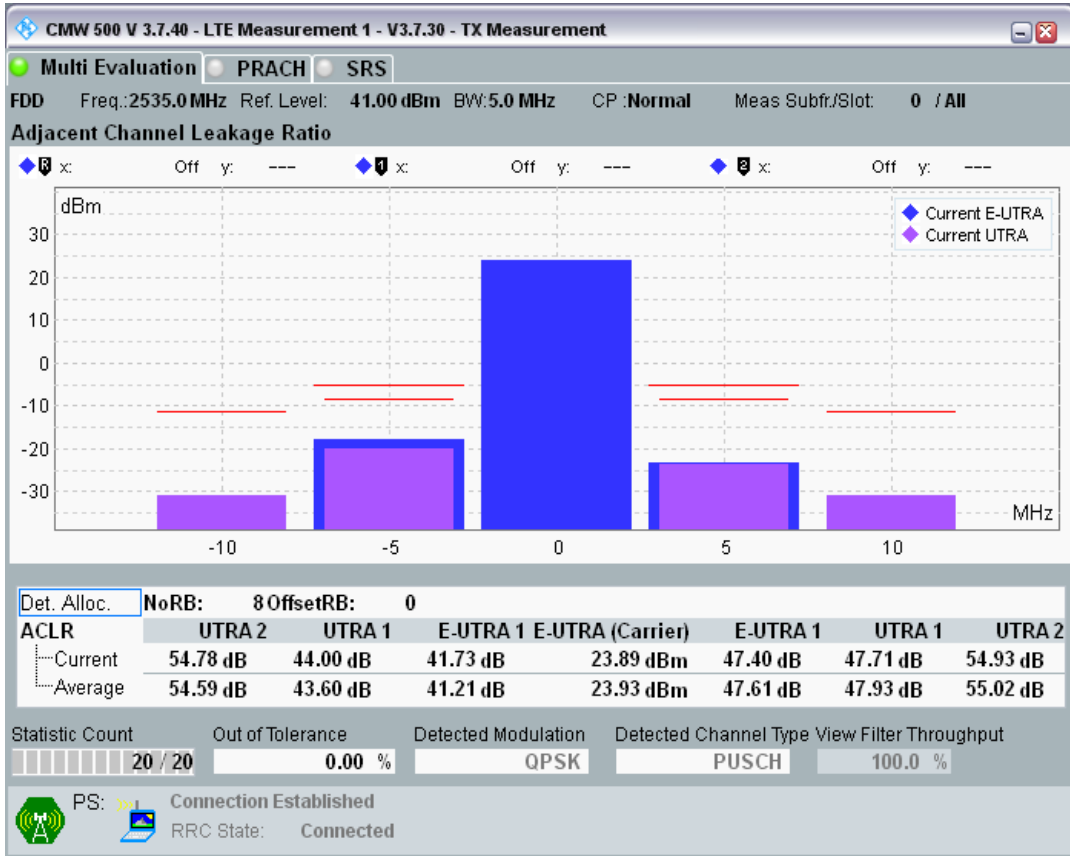 CMW 500 V 3.7.40 - LTE Measurement 1 - V3.7.30 - TX Measurement
Multi Evaluation PRACH SRS
FDD Freq.:2535.0 MHz Ref. Level: 41.00 dBm BW:5.0 MHz CP :Normal Meas Subfr./Slot: 0 / All
Adjacent Channel Leakage Ratio
R x: Off y: --- 1 x: Off y: --- 2 x: Off y: ---
dBm
Current E-UTRA
Current UTRA
30
20
10
0
-10
-20
-30
MHz
-10 -5 0 5 10
Det. Alloc. NoRB: 8 OffsetRB: 0
ACLR UTRA 2 UTRA 1 E-UTRA 1 E-UTRA (Carrier) E-UTRA 1 UTRA 1 UTRA 2
Current 54.78 dB 44.00 dB 41.73 dB 23.89 dBm 47.40 dB 47.71 dB 54.93 dB
Average 54.59 dB 43.60 dB 41.21 dB 23.93 dBm 47.61 dB 47.93 dB 55.02 dB
Statistic Count Out of Tolerance Detected Modulation Detected Channel Type View Filter Throughput
20 / 20 0.00 % QPSK PUSCH 100.0 %
PS: Connection Established
RRC State: Connected